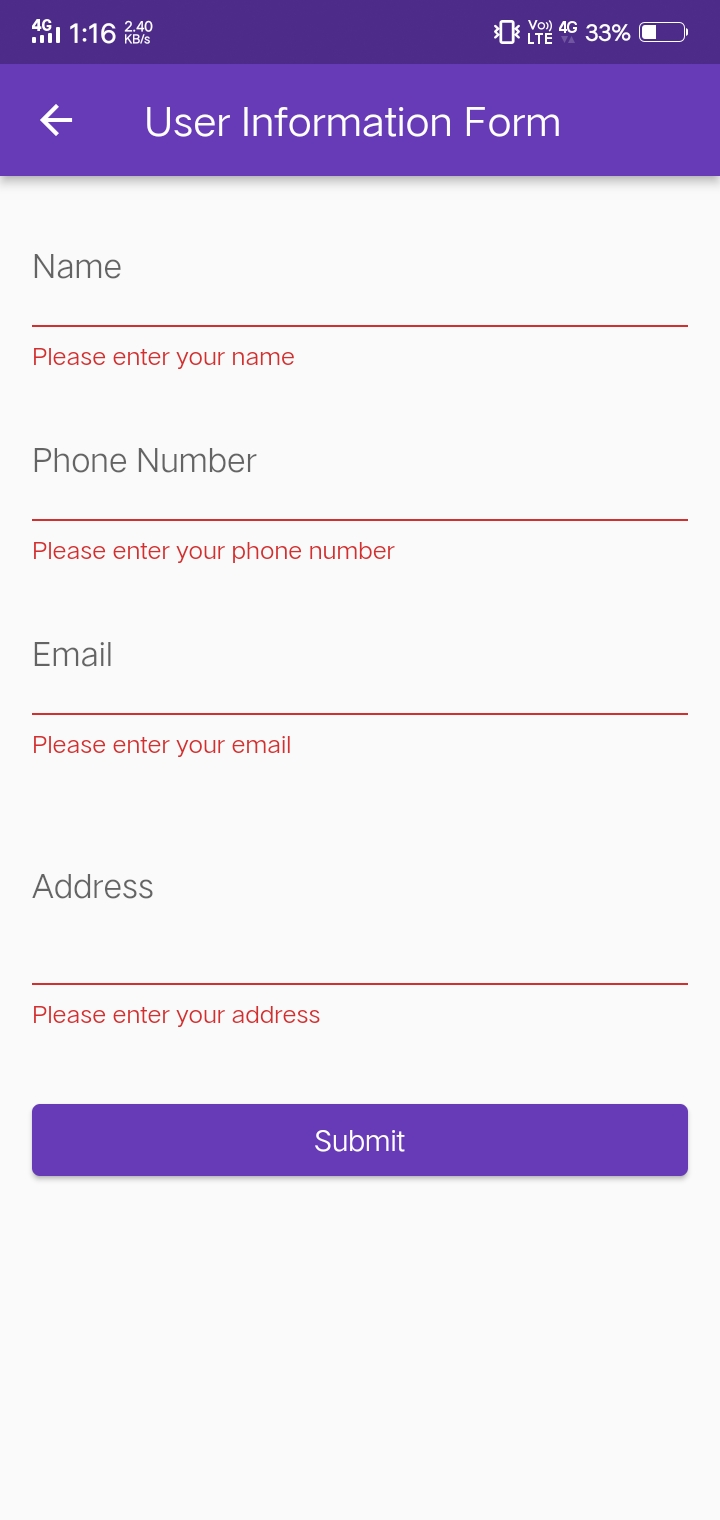 4G 1:16 2.40 KB/s Vo)) LTE 4G 33%
User Information Form
Name
Please enter your name
Phone Number
Please enter your phone number
Email
Please enter your email
Address
Please enter your address
Submit